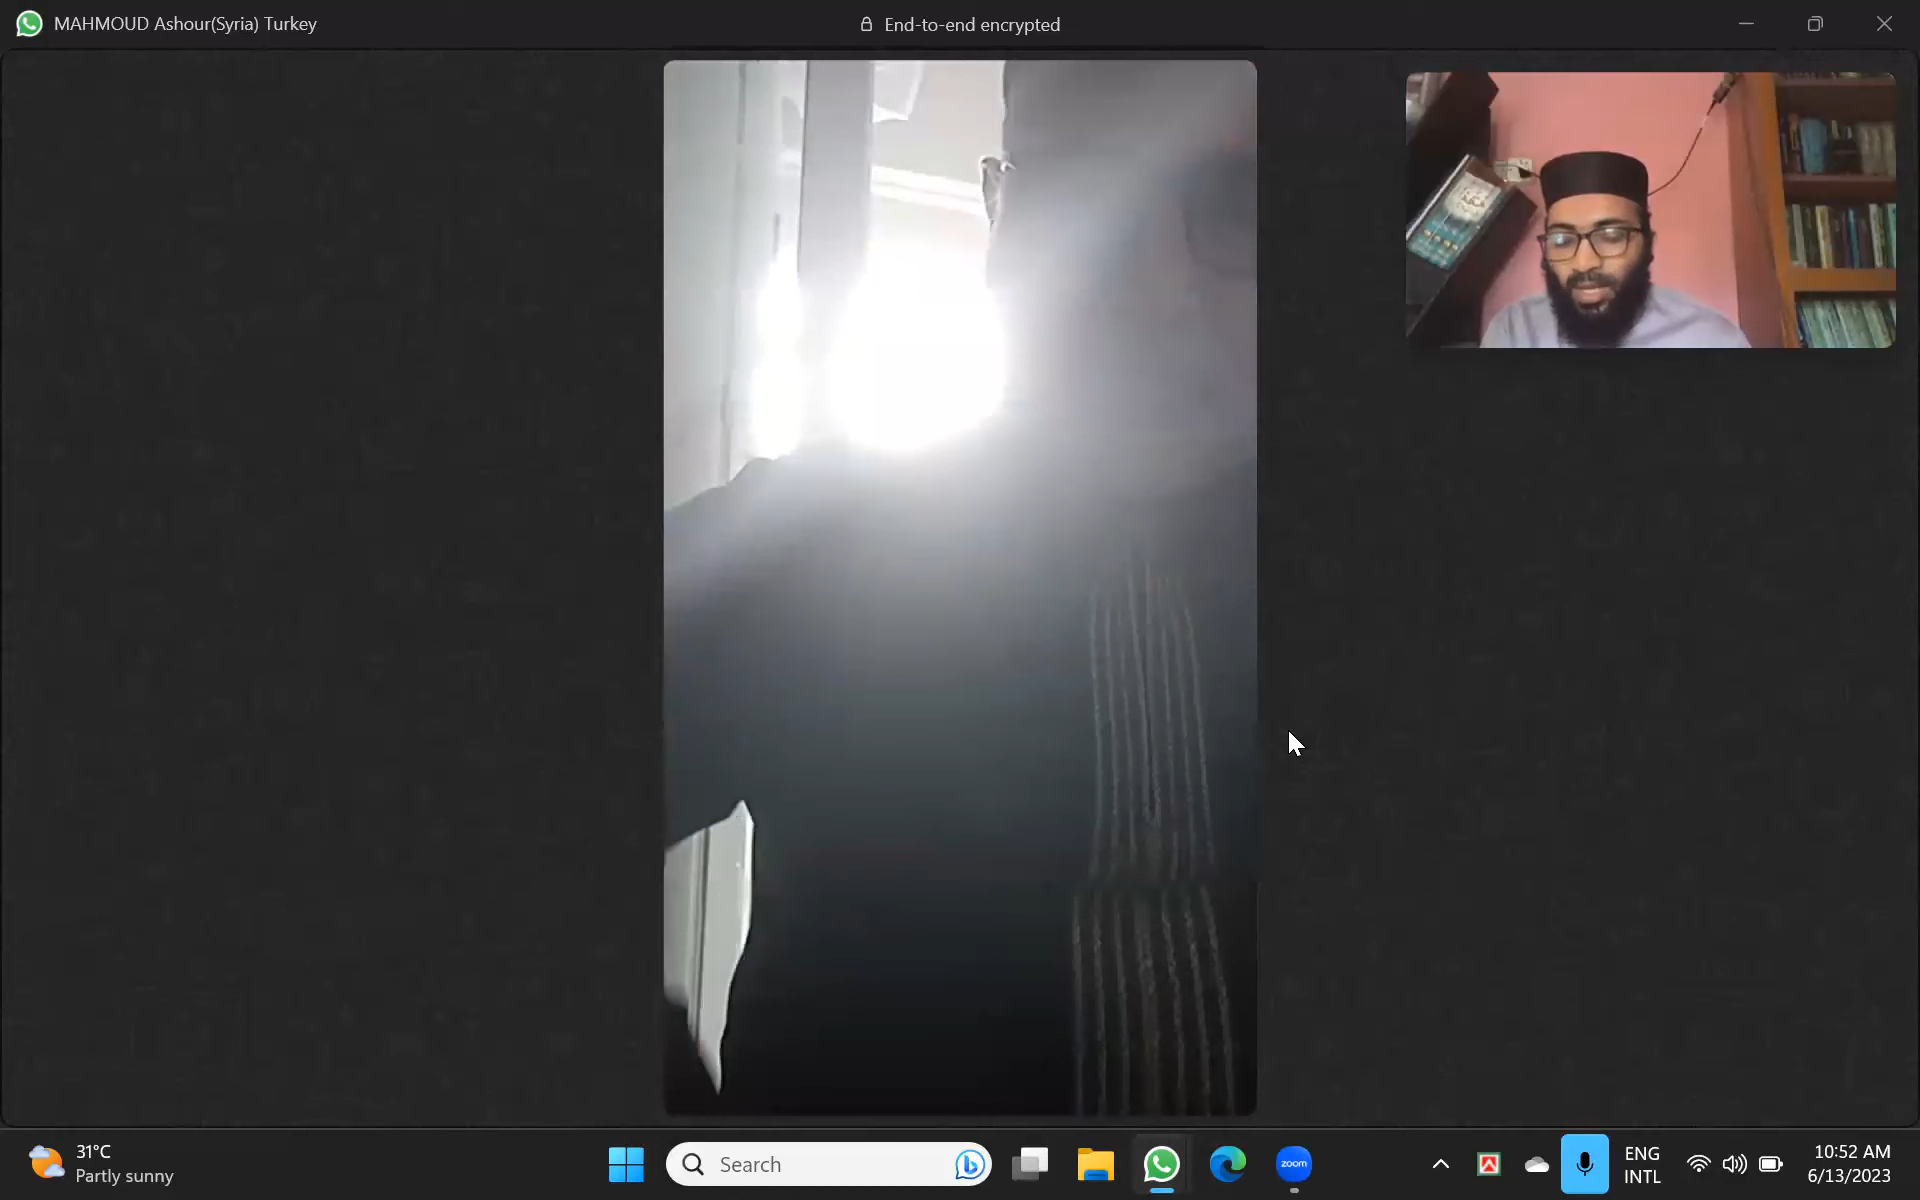 MAHMOUD Ashour(Syria) Turkey
End-to-end encrypted
31°C
Partly sunny
Search
zoom
ENG
INTL
10:52 AM
6/13/2023